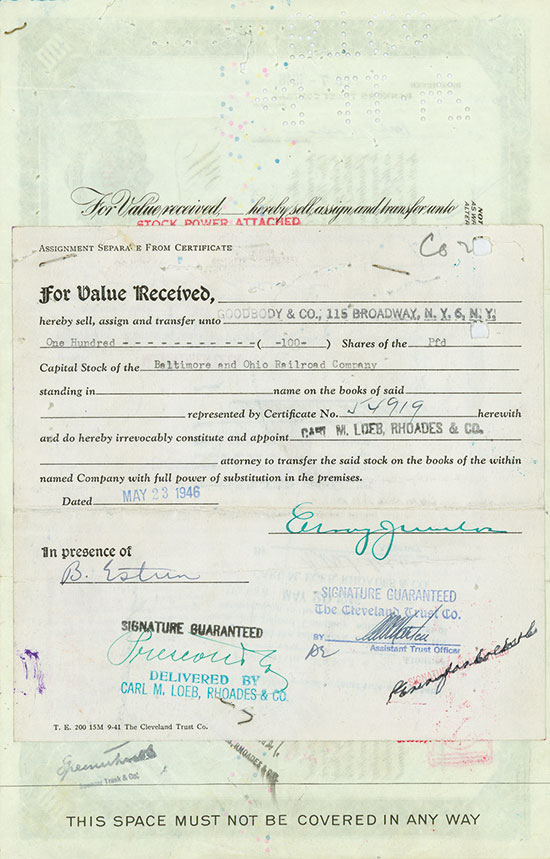 For Value received, hereby sell, assign and transfer unto
STOCK POWER ATTACHED
ASSIGNMENT SEPARATE FROM CERTIFICATE
Co
For Value Received,
hereby sell, assign and transfer unto GOODBODY & CO., 115 BROADWAY, N. Y. 6, N. Y.
One Hundred - - - - - - - - - - - - (-100- ) Shares of the Pfd
Capital Stock of the Baltimore and Ohio Railroad Company
standing in name on the books of said
represented by Certificate No. 54919 herewith
and do hereby irrevocably constitute and appoint CARL M. LOEB, RHOADES & CO.
attorney to transfer the said stock on the books of the within
named Company with full power of substitution in the premises.
Dated MAY 23 1946
In presence of
B.
SIGNATURE GUARANTEED
The Cleveland Trust Co.
BY
Assistant Trust Officer
SIGNATURE GUARANTEED
Prescott & Co
DELIVERED BY
CARL M. LOEB, RHOADES & CO.
T. E. 200 15M 9-41 The Cleveland Trust Co.
RHOADES & CO.
THIS SPACE MUST NOT BE COVERED IN ANY WAY